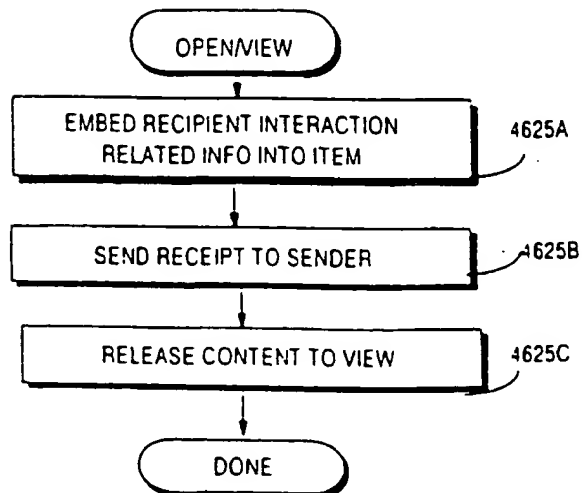 OPEN/VIEW
EMBED RECIPIENT INTERACTION
RELATED INFO INTO ITEM
4625A
SEND RECEIPT TO SENDER
4625B
RELEASE CONTENT TO VIEW
4625C
DONE